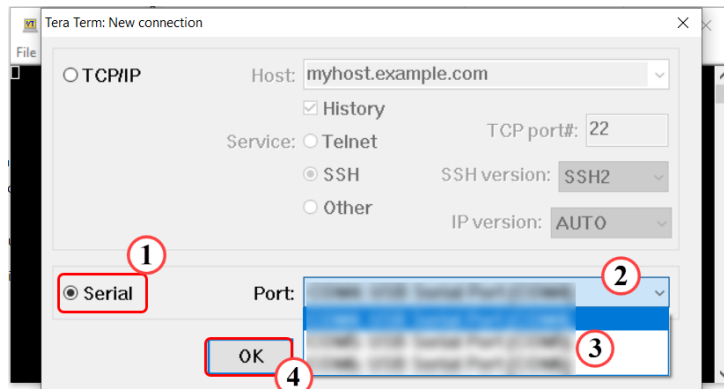 VT Tera Term: New connection
File
TCP/IP Host: myhost.example.com
History
Service: Telnet TCP port#: 22
SSH SSH version: SSH2
Other IP version: AUTO
1
2
Serial Port:
3
OK
4